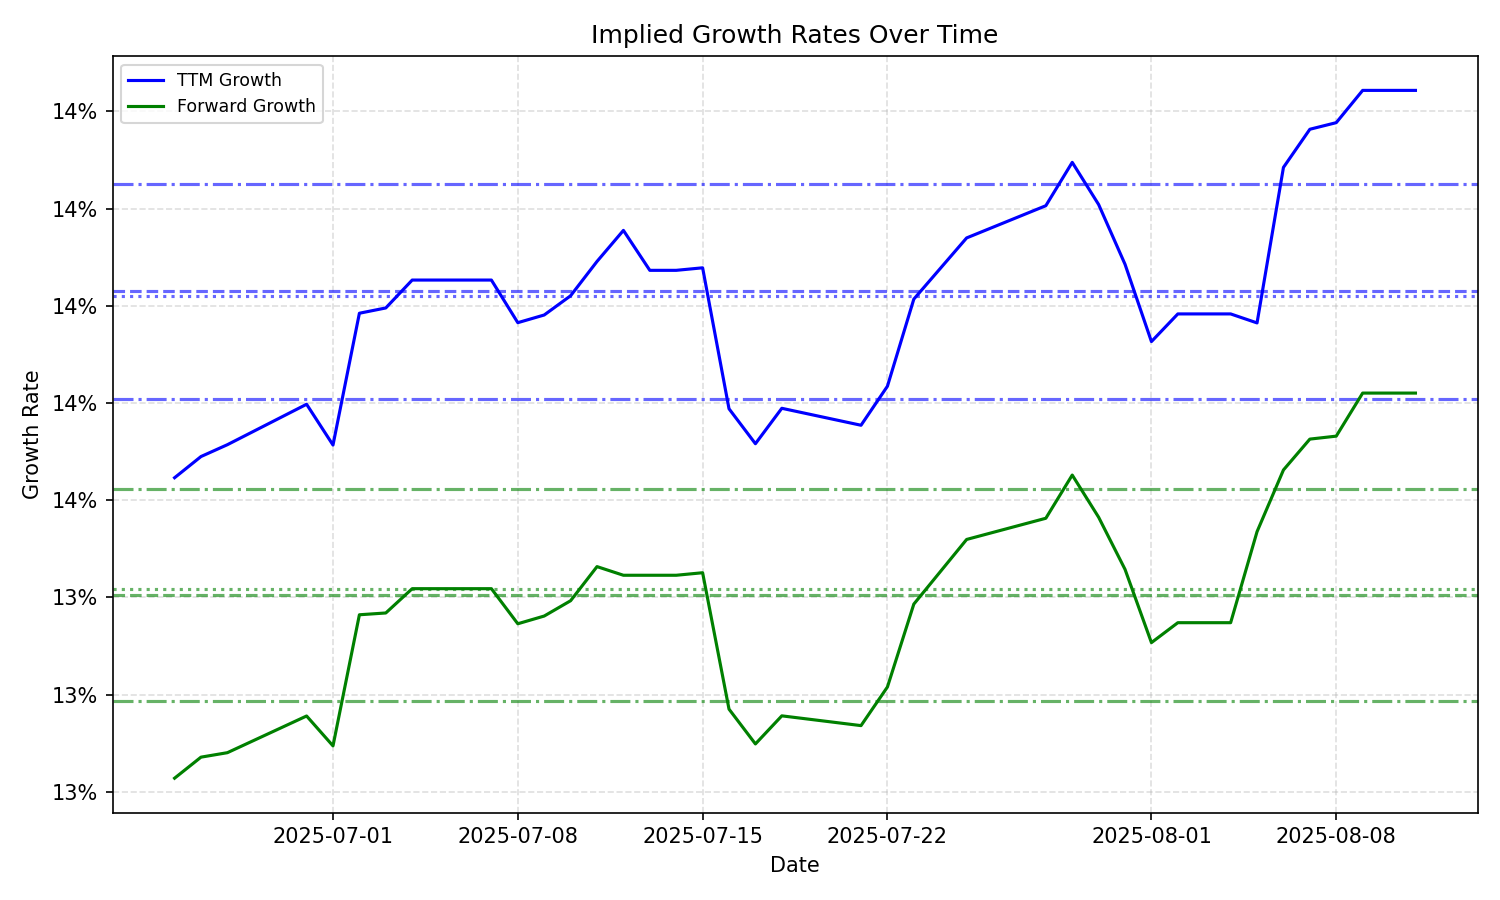 Implied Growth Rates Over Time
TTM Growth
Forward Growth
14%
14%
14%
14%
14%
13%
13%
13%
Growth Rate
2025-07-01
2025-07-08
2025-07-15
2025-07-22
2025-08-01
2025-08-08
Date